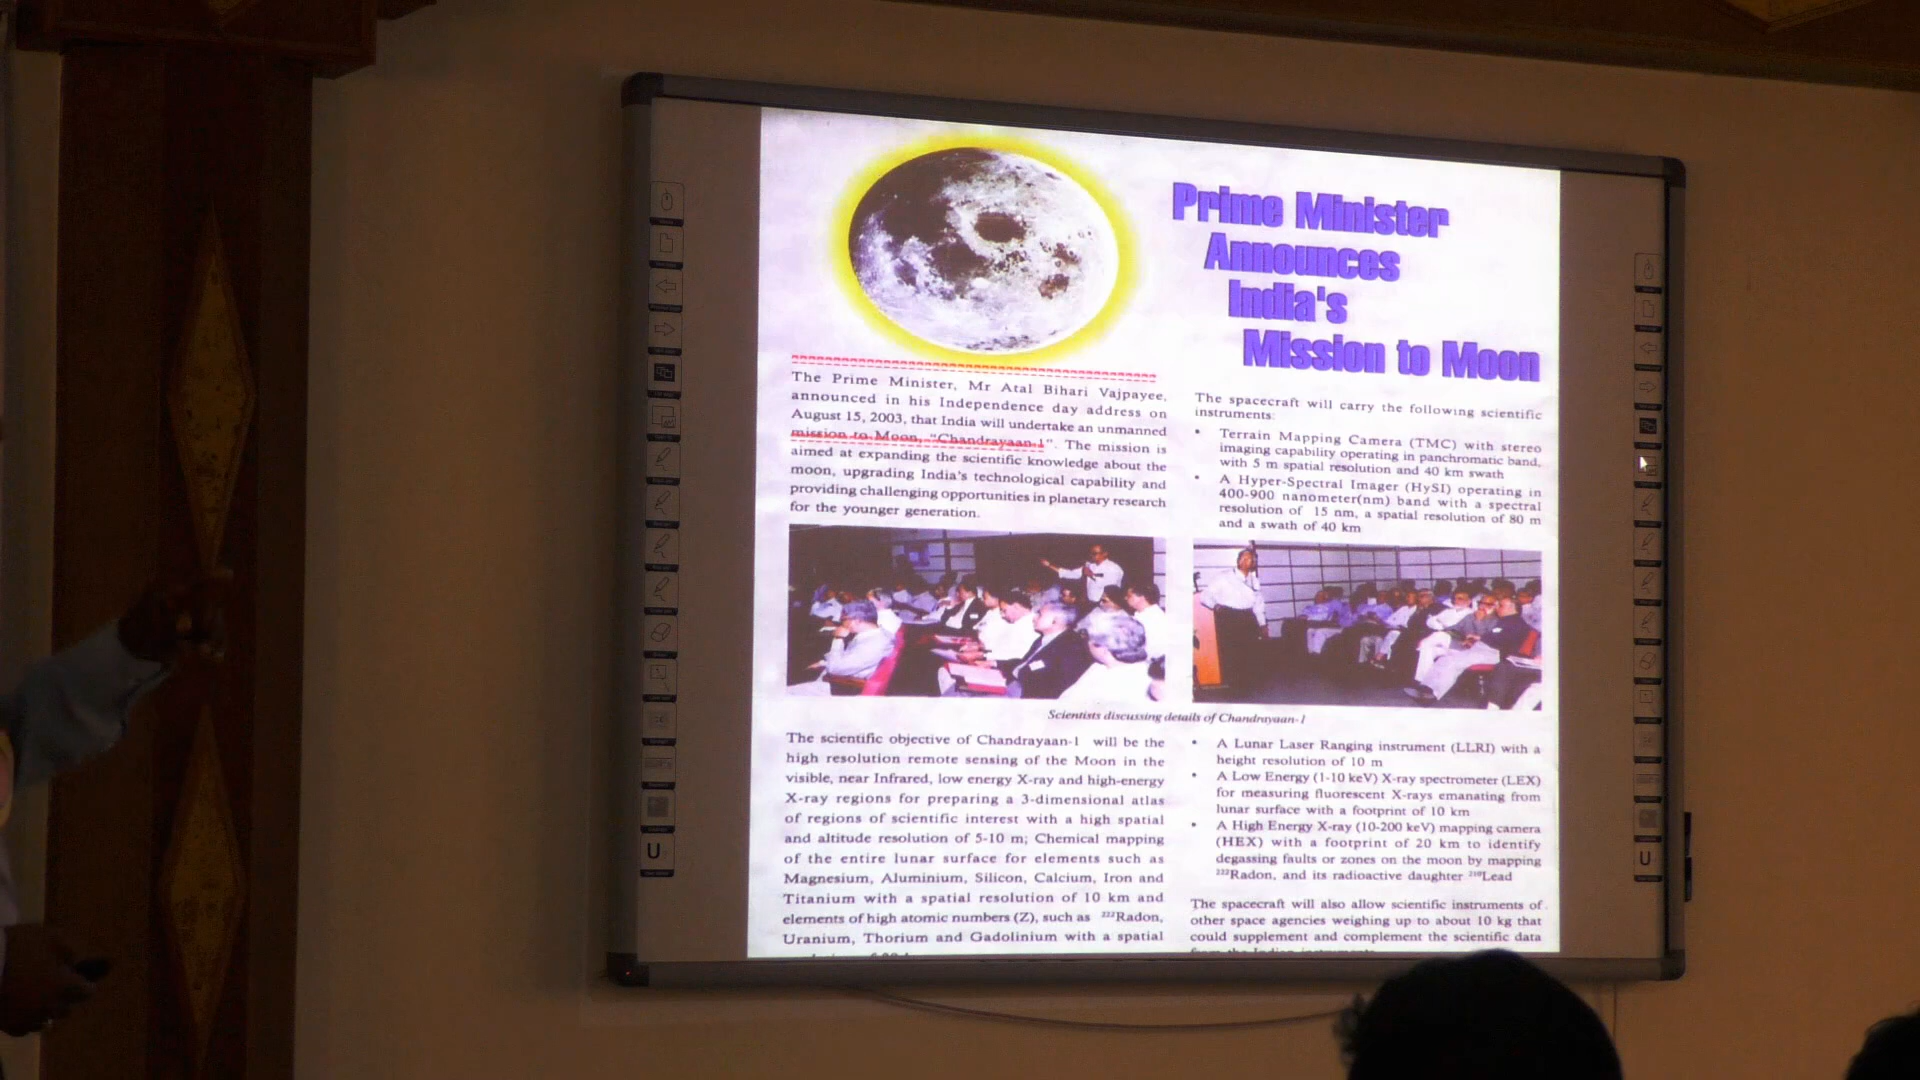 Prime Minister
Announces
India's
Mission to Moon
The Prime Minister, Mr Atal Bihari Vajpayee,
announced in his Independence day address on
August 15, 2003, that India will undertake an unmanned
mission to Moon, "Chandrayaan-1". The mission is
aimed at expanding the scientific knowledge about the
moon, upgrading India's technological capability and
providing challenging opportunities in planetary research
for the younger generation.
The spacecraft will carry the following scientific
instruments:
• Terrain Mapping Camera (TMC) with stereo
imaging capability operating in panchromatic band,
with 5 m spatial resolution and 40 km swath
• A Hyper-Spectral Imager (HySI) operating in
400-900 nanometer(nm) band with a spectral
resolution of 15 nm, a spatial resolution of 80 m
and a swath of 40 km
Scientists discussing details of Chandrayaan-1
The scientific objective of Chandrayaan-1 will be the
high resolution remote sensing of the Moon in the
visible, near Infrared, low energy X-ray and high-energy
X-ray regions for preparing a 3-dimensional atlas
of regions of scientific interest with a high spatial
and altitude resolution of 5-10 m; Chemical mapping
of the entire lunar surface for elements such as
Magnesium, Aluminium, Silicon, Calcium, Iron and
Titanium with a spatial resolution of 10 km and
elements of high atomic numbers (Z), such as ²²²Radon,
Uranium, Thorium and Gadolinium with a spatial
• A Lunar Laser Ranging instrument (LLRI) with a
height resolution of 10 m
• A Low Energy (1-10 keV) X-ray spectrometer (LEX)
for measuring fluorescent X-rays emanating from
lunar surface with a footprint of 10 km
• A High Energy X-ray (10-200 keV) mapping camera
(HEX) with a footprint of 20 km to identify
degassing faults or zones on the moon by mapping
²²²Radon, and its radioactive daughter ²¹⁰Lead
The spacecraft will also allow scientific instruments of
other space agencies weighing up to about 10 kg that
could supplement and complement the scientific data
U
U